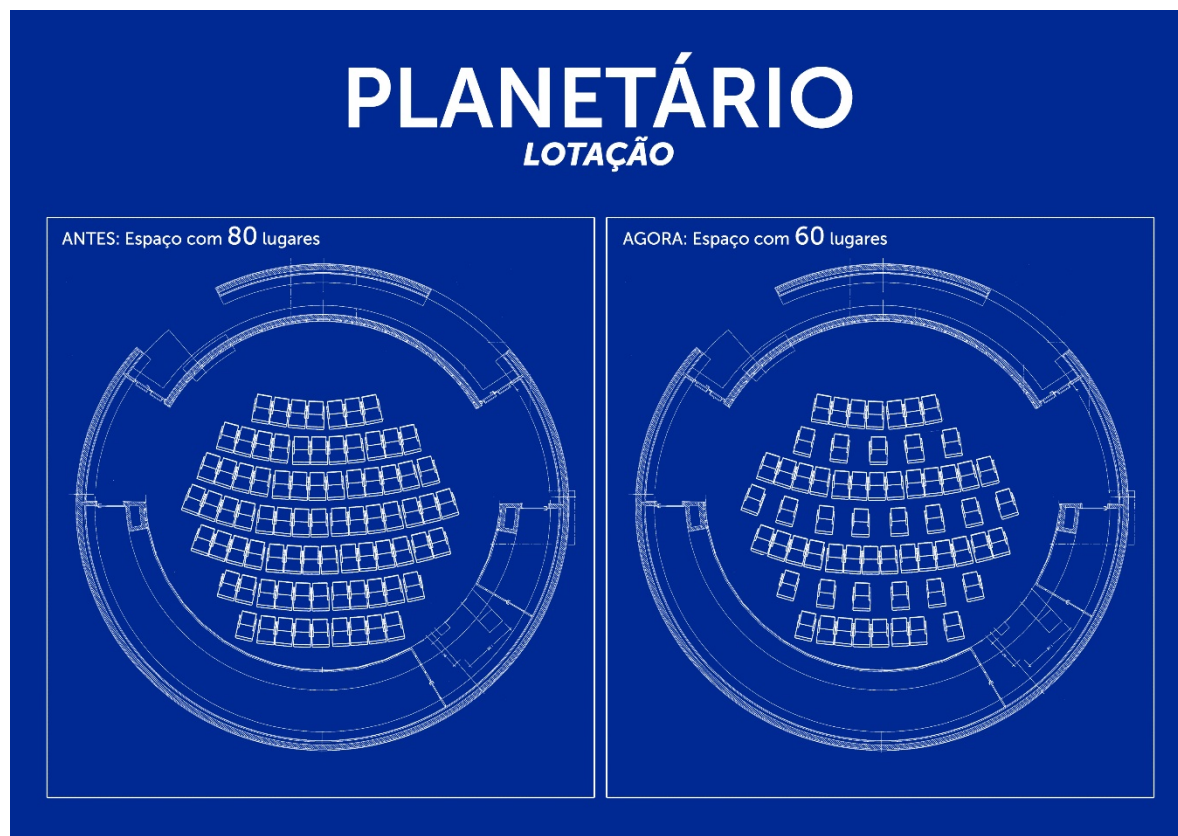 PLANETÁRIO
LOTAÇÃO
ANTES: Espaço com 80 lugares
AGORA: Espaço com 60 lugares